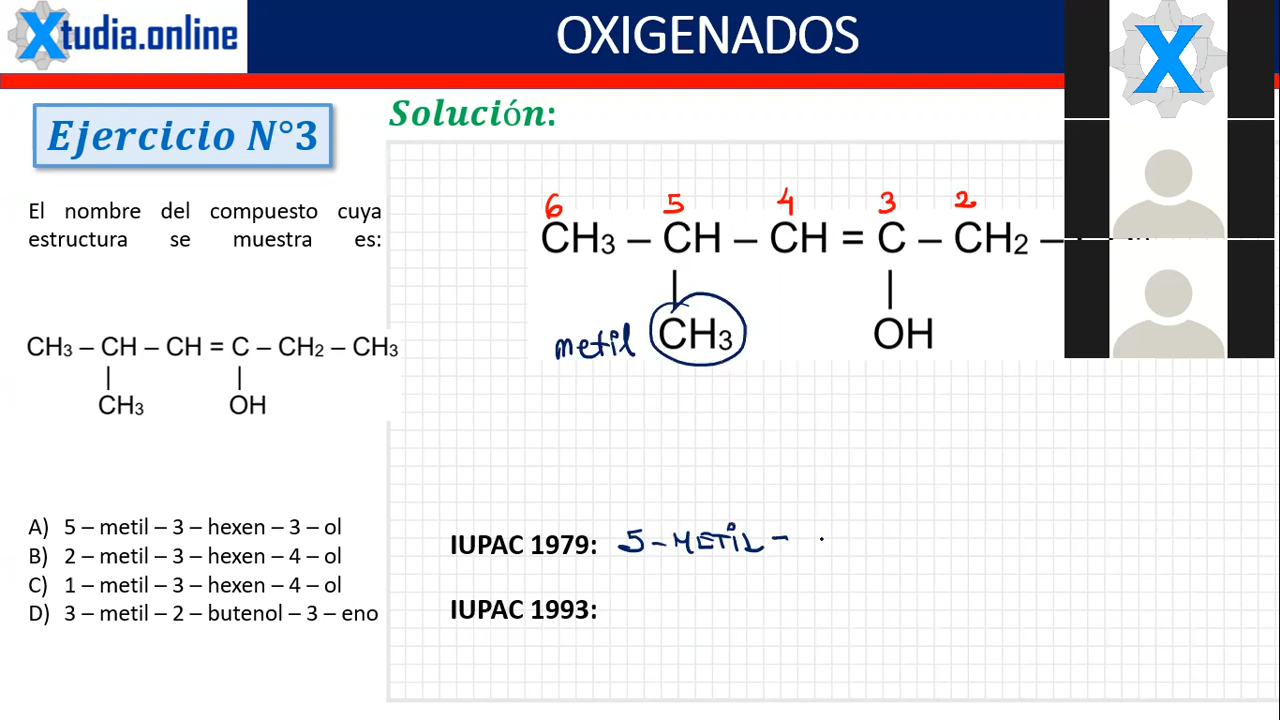 Xtudia.online
OXIGENADOS
X
Ejercicio N°3
El nombre del compuesto cuya
estructura se muestra es:
CH3 – CH – CH = C – CH2 – CH3
CH3 OH
A) 5 – metil – 3 – hexen – 3 – ol
B) 2 – metil – 3 – hexen – 4 – ol
C) 1 – metil – 3 – hexen – 4 – ol
D) 3 – metil – 2 – butenol – 3 – eno
Solución:
6 5 4 3 2
CH3 – CH – CH = C – CH2 –
metil CH3 OH
IUPAC 1979: 5-METIL-
IUPAC 1993: